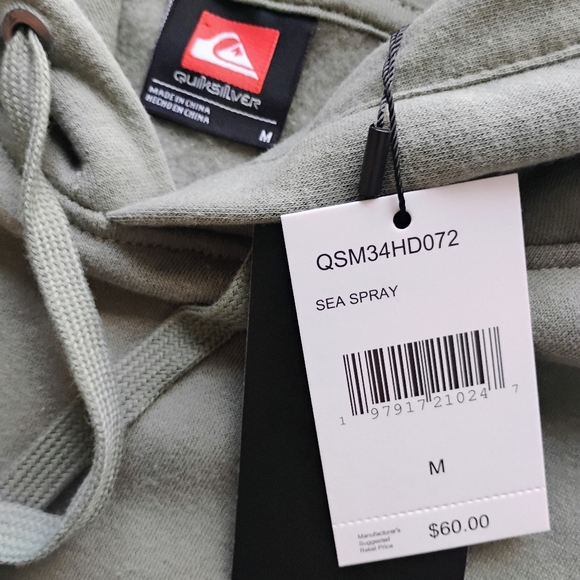 QUIKSILVER
MADE IN CHINA
HECHO EN CHINA
M
QSM34HD072
SEA SPRAY
1 97917 21024 7
M
Manufacturer's
Suggested
Retail Price
$60.00